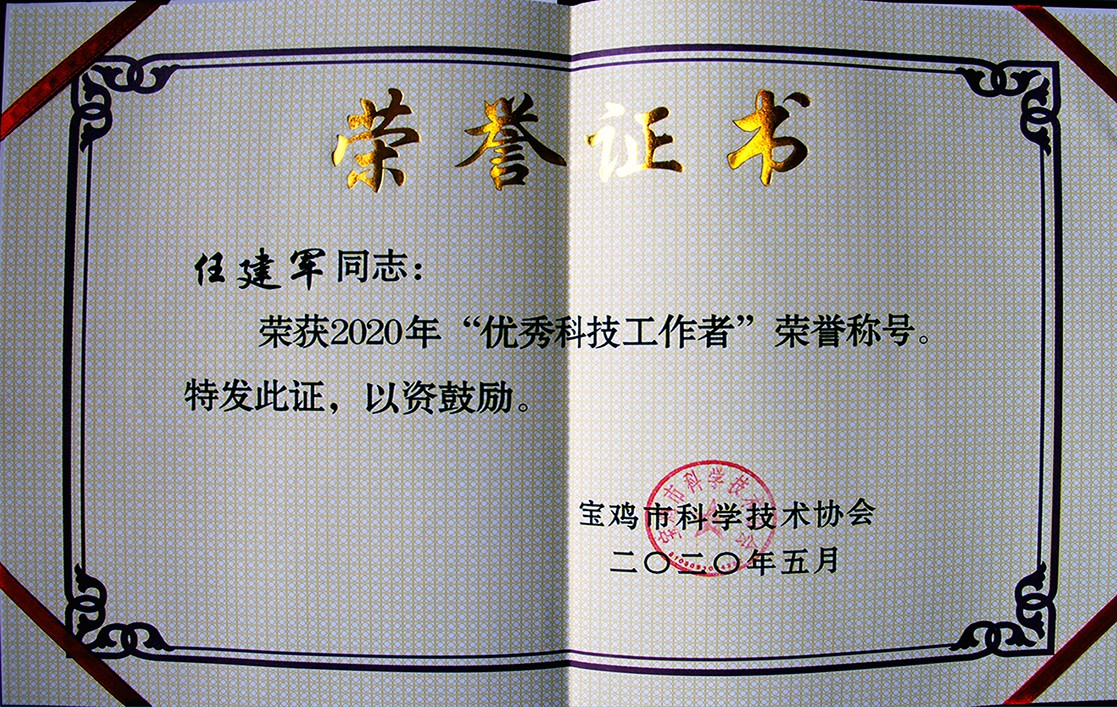 荣誉证书
任建军同志：
荣获2020年“优秀科技工作者”荣誉称号。
特发此证，以资鼓励。
宝鸡市科学技术协会
二〇二〇年五月